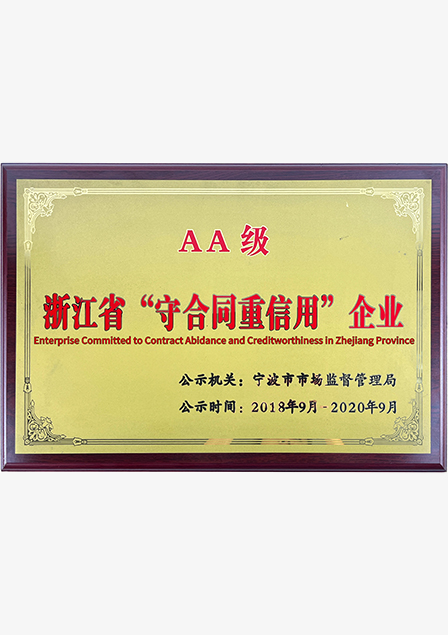 AA级
浙江省“守合同重信用”企业
Enterprise Committed to Contract Abidance and Creditworthiness in Zhejiang Province
公示机关：宁波市市场监督管理局
公示时间：2018年9月-2020年9月